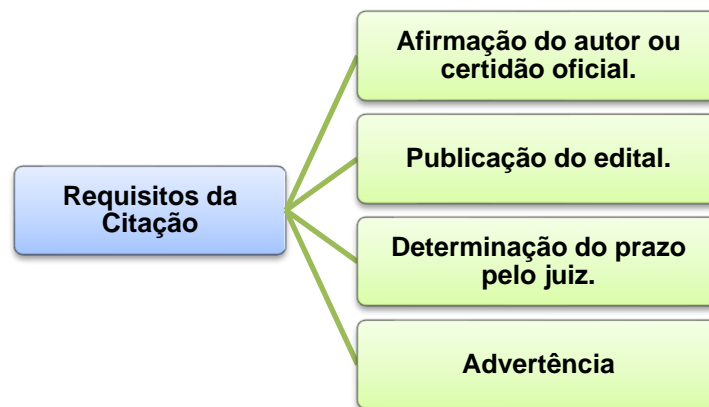 Requisitos da
Citação
Afirmação do autor ou
certidão oficial.
Publicação do edital.
Determinação do prazo
pelo juiz.
Advertência